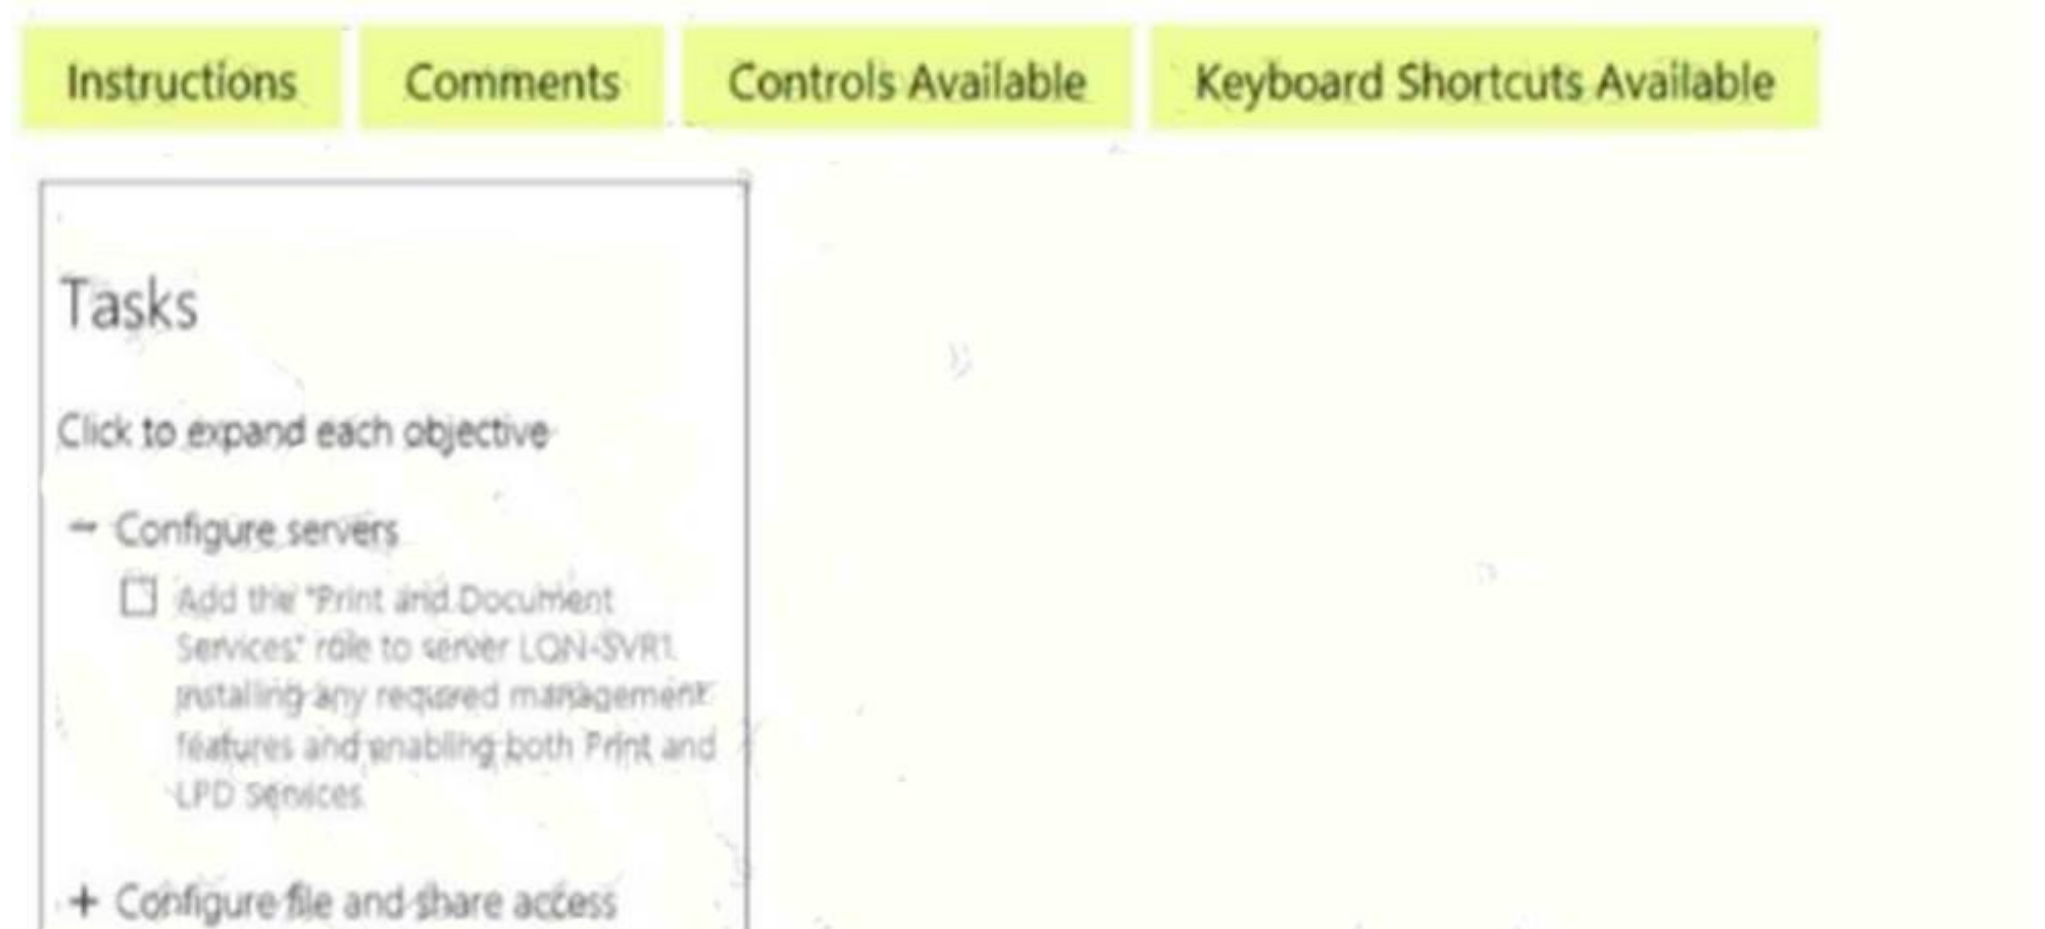 Instructions
Comments
Controls Available
Keyboard Shortcuts Available
Tasks
Click to expand each objective
− Configure servers
Add the "Print and Document
Services" role to server LON-SVR1.
installing any required management
features and enabling both Print and
LPD Services
+ Configure file and share access